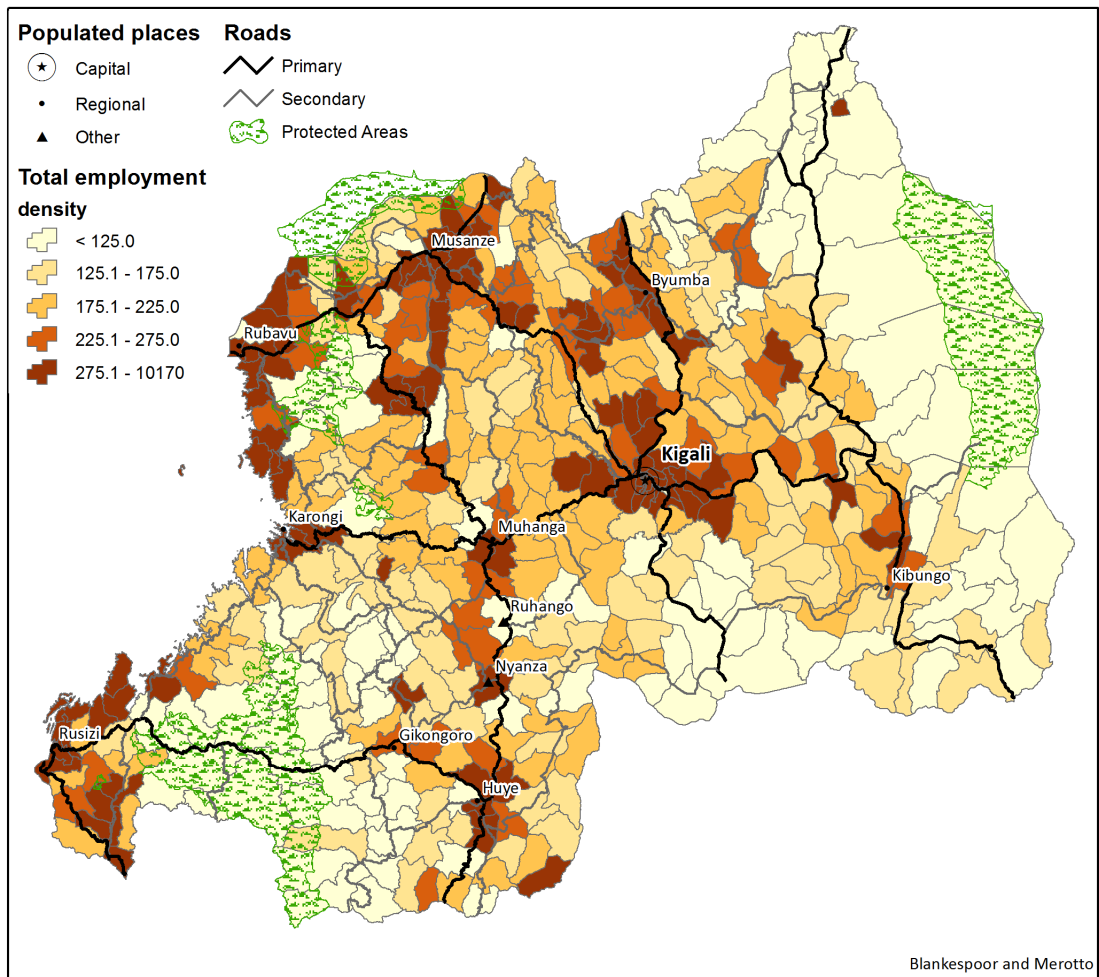 Populated places
Capital
Regional
Other
Roads
Primary
Secondary
Protected Areas
Total employment
density
< 125.0
125.1 - 175.0
175.1 - 225.0
225.1 - 275.0
275.1 - 10170
Musanze
Byumba
Rubavu
Kigali
Karongi
Muhanga
Kibungo
Ruhango
Nyanza
Rusizi
Gikongoro
Huye
Blankespoor and Merotto